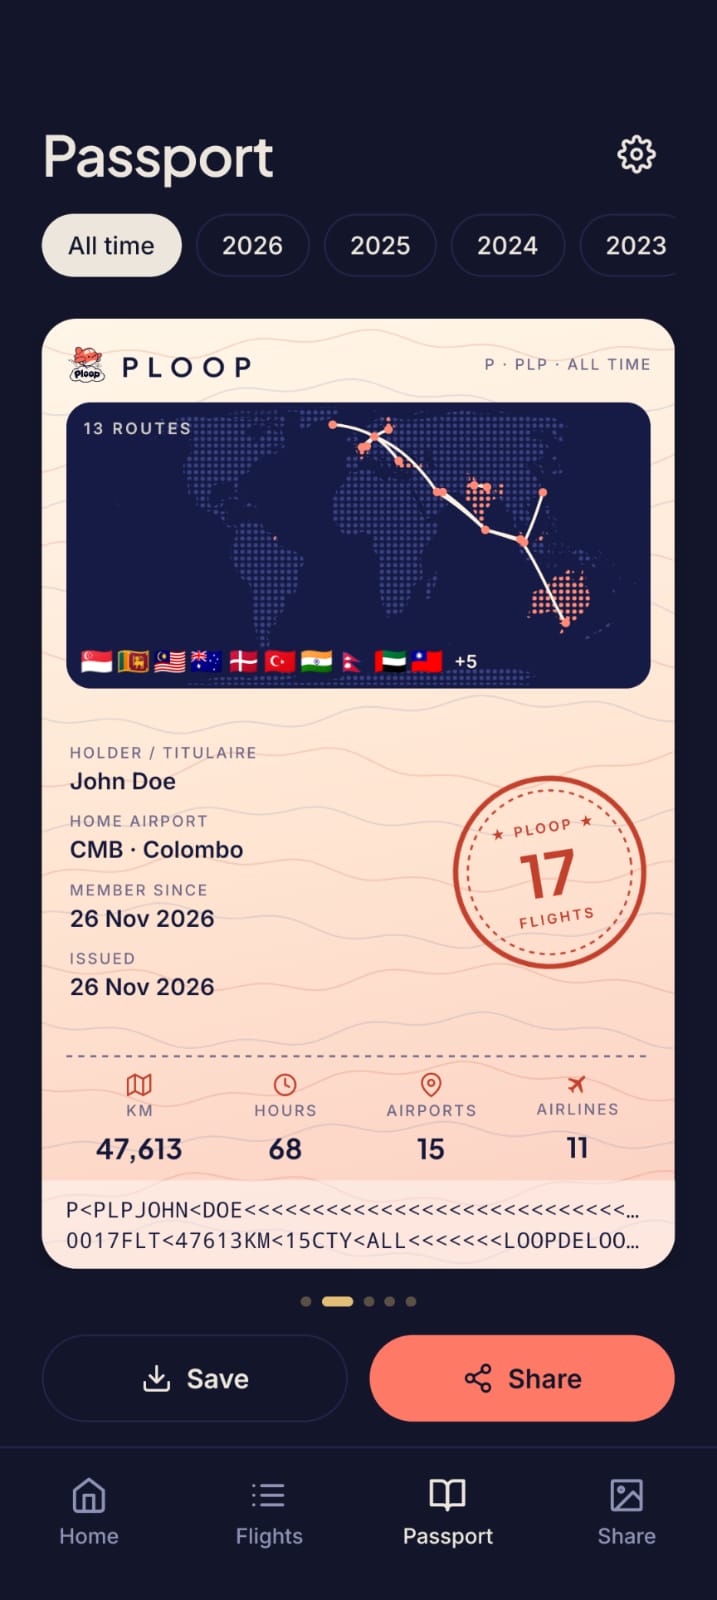 Passport
All time 2026 2025 2024 2023
Ploop PLOOP P · PLP · ALL TIME
13 ROUTES
+5
HOLDER / TITULAIRE
John Doe
HOME AIRPORT
CMB · Colombo
MEMBER SINCE
26 Nov 2026
ISSUED
26 Nov 2026
★ PLOOP ★
17
FLIGHTS
KM HOURS AIRPORTS AIRLINES
47,613 68 15 11
P<PLPJOHN<DOE<<<<<<<<<<<<<<<<<<<<<<<<<<<<…
0017FLT<47613KM<15CTY<ALL<<<<<<<LOOPDELOO…
Save Share
Home Flights Passport Share